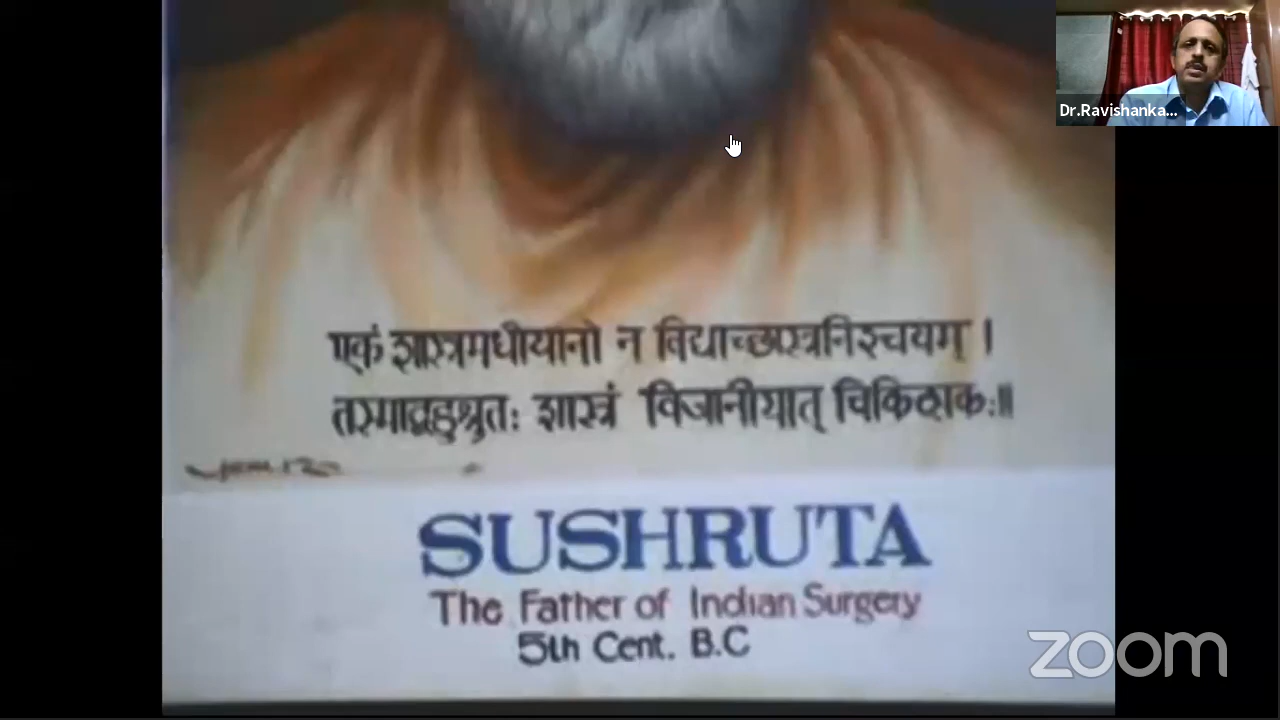 Dr.Ravishanka...
एकं शास्त्रमधीयानो न विद्याच्छास्त्रनिश्चयम् ।
तस्माद्बहुश्रुतः शास्त्रं विजानीयात् चिकित्सकः॥
SUSHRUTA
The Father of Indian Surgery
5th Cent. B.C
zoom